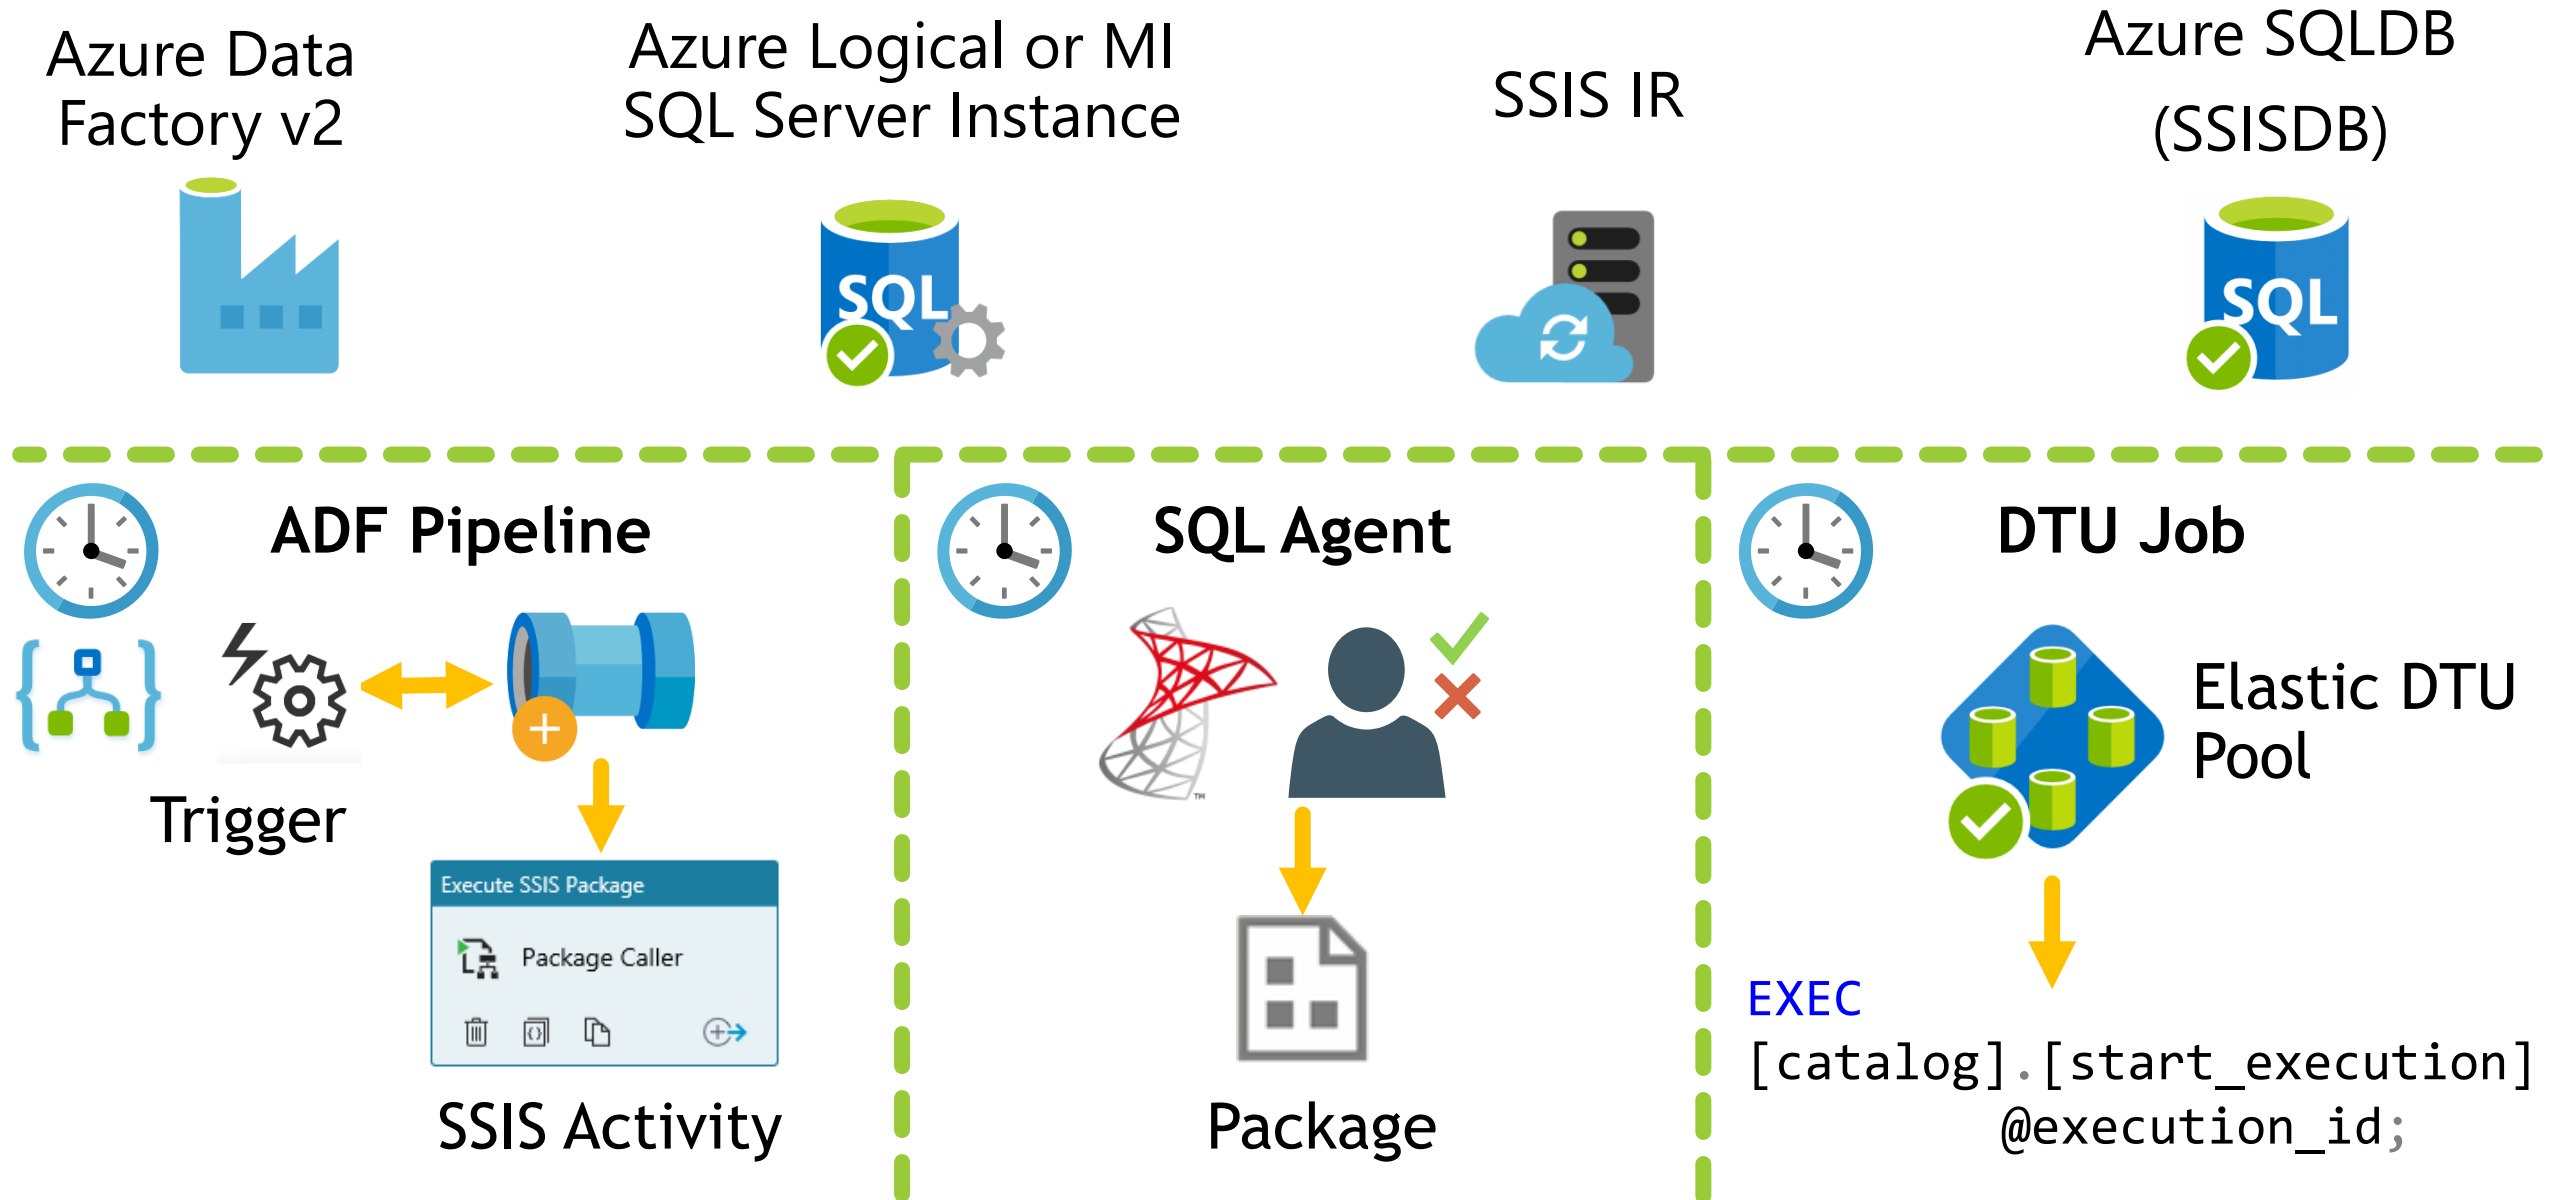 Azure Data
Factory v2
Azure Logical or MI
SQL Server Instance
SSIS IR
Azure SQLDB
(SSISDB)
SQL
SQL
ADF Pipeline
Trigger
Execute SSIS Package
Package Caller
SSIS Activity
SQL Agent
TM
Package
DTU Job
Elastic DTU
Pool
EXEC
[catalog].[start_execution]
@execution_id;